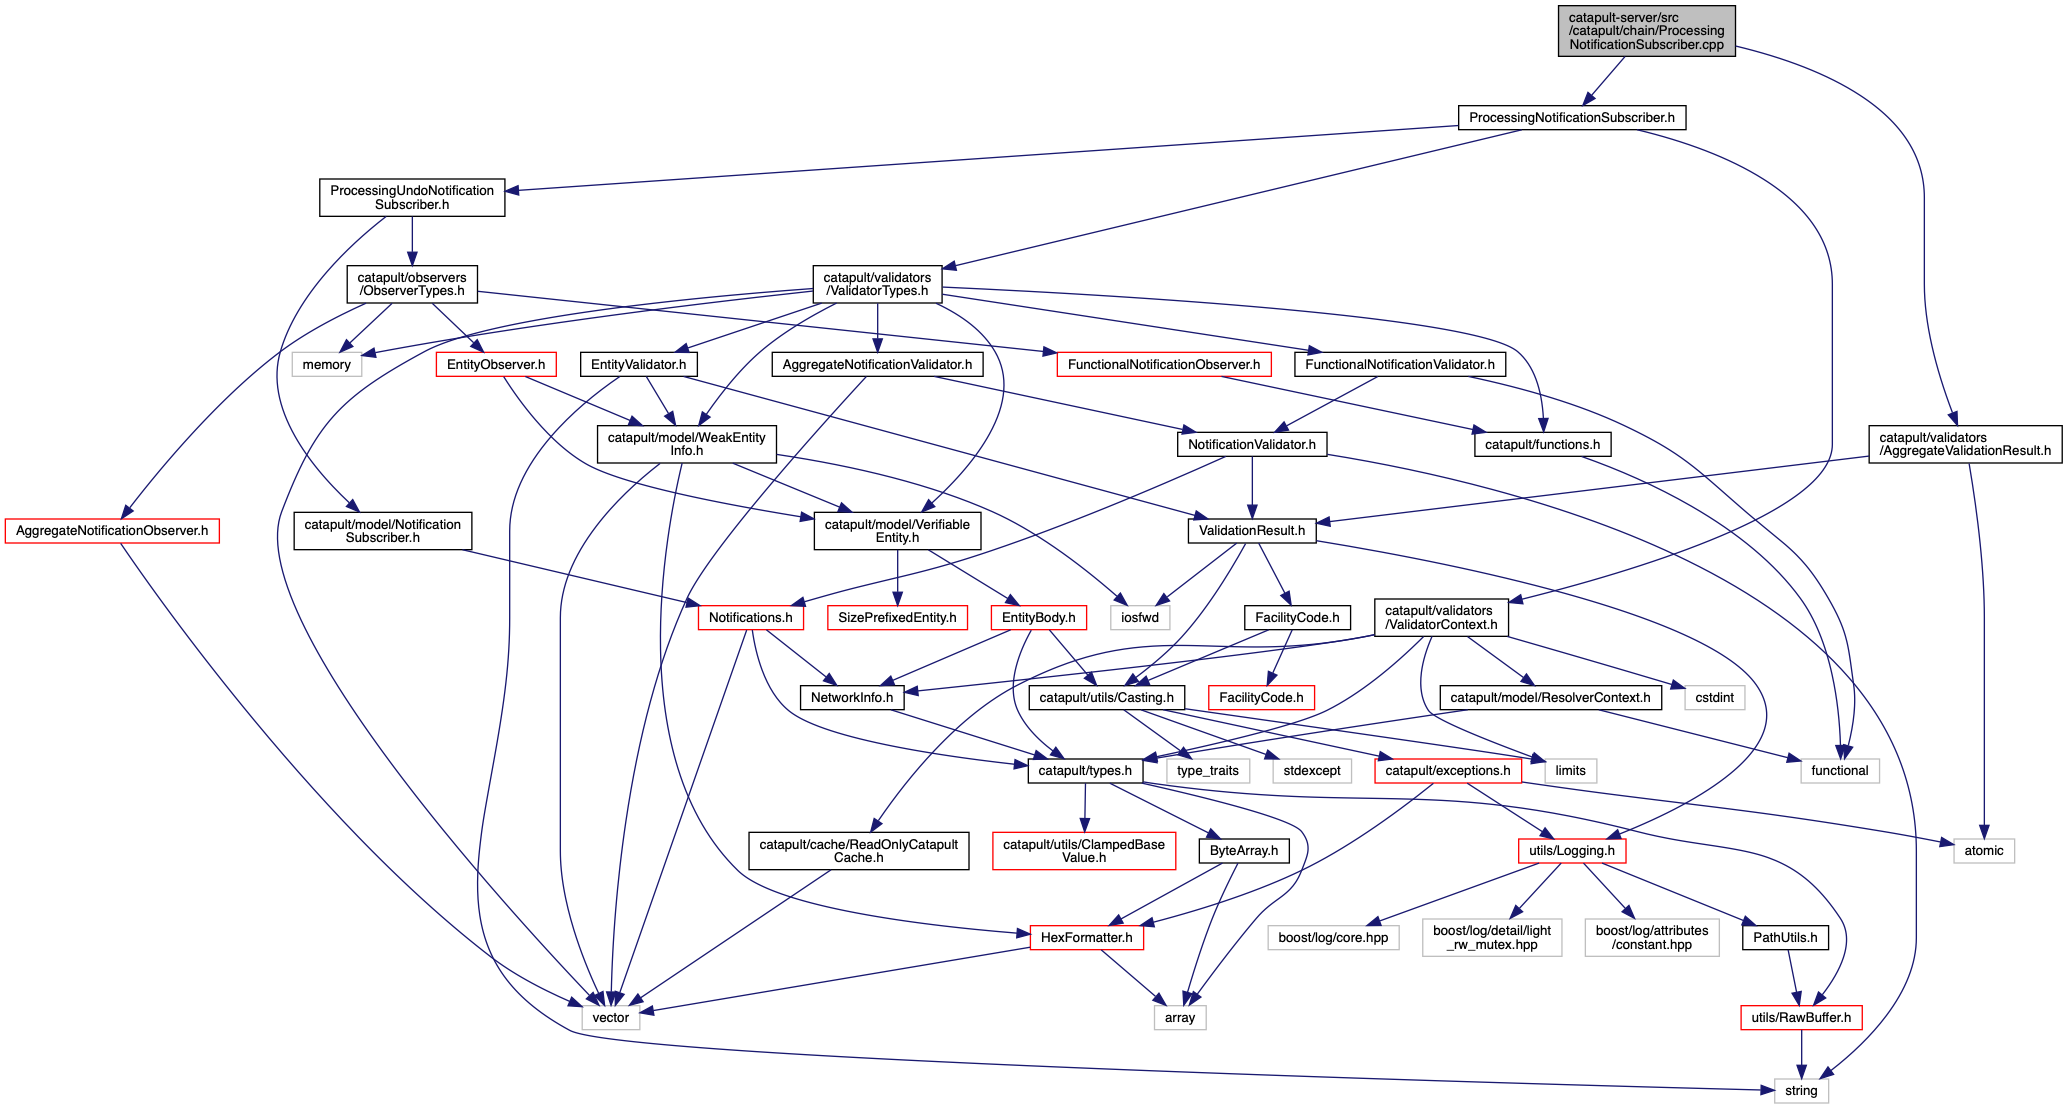 catapult-server/src
/catapult/chain/Processing
NotificationSubscriber.cpp
ProcessingNotificationSubscriber.h
ProcessingUndoNotification
Subscriber.h
catapult/observers
/ObserverTypes.h
catapult/validators
/ValidatorTypes.h
memory
EntityObserver.h
EntityValidator.h
AggregateNotificationValidator.h
FunctionalNotificationObserver.h
FunctionalNotificationValidator.h
catapult/model/WeakEntity
Info.h
NotificationValidator.h
catapult/functions.h
catapult/validators
/AggregateValidationResult.h
AggregateNotificationObserver.h
catapult/model/Notification
Subscriber.h
catapult/model/Verifiable
Entity.h
ValidationResult.h
Notifications.h
SizePrefixedEntity.h
EntityBody.h
iosfwd
FacilityCode.h
catapult/validators
/ValidatorContext.h
NetworkInfo.h
catapult/utils/Casting.h
FacilityCode.h
catapult/model/ResolverContext.h
cstdint
catapult/types.h
type_traits
stdexcept
catapult/exceptions.h
limits
functional
catapult/cache/ReadOnlyCatapult
Cache.h
catapult/utils/ClampedBase
Value.h
ByteArray.h
utils/Logging.h
atomic
HexFormatter.h
boost/log/core.hpp
boost/log/detail/light
_rw_mutex.hpp
boost/log/attributes
/constant.hpp
PathUtils.h
vector
array
utils/RawBuffer.h
string